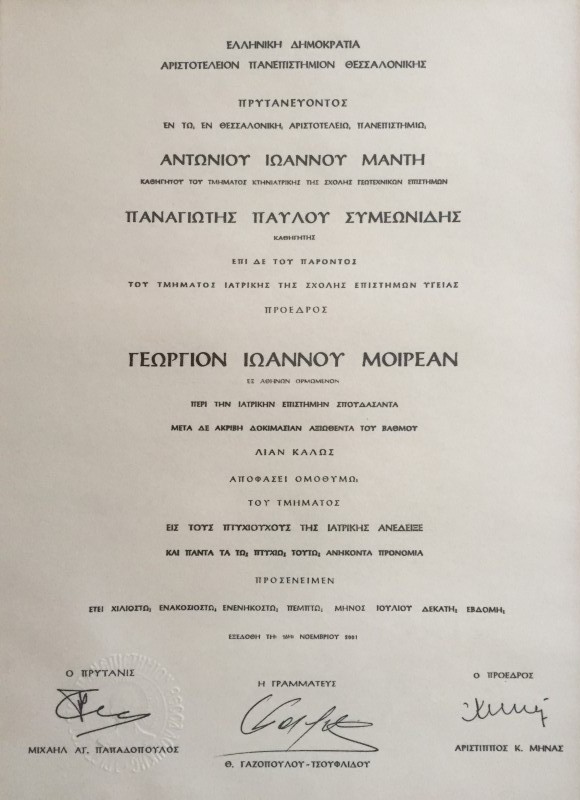 ΕΛΛΗΝΙΚΗ ΔΗΜΟΚΡΑΤΙΑ
ΑΡΙΣΤΟΤΕΛΕΙΟΝ ΠΑΝΕΠΙΣΤΗΜΙΟΝ ΘΕΣΣΑΛΟΝΙΚΗΣ
ΠΡΥΤΑΝΕΥΟΝΤΟΣ
ΕΝ ΤΩ, ΕΝ ΘΕΣΣΑΛΟΝΙΚΗ, ΑΡΙΣΤΟΤΕΛΕΙΩ, ΠΑΝΕΠΙΣΤΗΜΙΩ,
ΑΝΤΩΝΙΟΥ ΙΩΑΝΝΟΥ ΜΑΝΤΗ
ΚΑΘΗΓΗΤΟΥ ΤΟΥ ΤΜΗΜΑΤΟΣ ΚΤΗΝΙΑΤΡΙΚΗΣ ΤΗΣ ΣΧΟΛΗΣ ΓΕΩΤΕΧΝΙΚΩΝ ΕΠΙΣΤΗΜΩΝ
ΠΑΝΑΓΙΩΤΗΣ ΠΑΥΛΟΥ ΣΥΜΕΩΝΙΔΗΣ
ΚΑΘΗΓΗΤΗΣ
ΕΠΙ ΔΕ ΤΟΥ ΠΑΡΟΝΤΟΣ
ΤΟΥ ΤΜΗΜΑΤΟΣ ΙΑΤΡΙΚΗΣ ΤΗΣ ΣΧΟΛΗΣ ΕΠΙΣΤΗΜΩΝ ΥΓΕΙΑΣ
ΠΡΟΕΔΡΟΣ
ΓΕΩΡΓΙΟΝ ΙΩΑΝΝΟΥ ΜΟΙΡΕΑΝ
ΕΞ ΑΘΗΝΩΝ ΟΡΜΩΜΕΝΟΝ
ΠΕΡΙ ΤΗΝ ΙΑΤΡΙΚΗΝ ΕΠΙΣΤΗΜΗΝ ΣΠΟΥΔΑΣΑΝΤΑ
ΜΕΤΑ ΔΕ ΑΚΡΙΒΗ ΔΟΚΙΜΑΣΙΑΝ ΑΞΙΩΘΕΝΤΑ ΤΟΥ ΒΑΘΜΟΥ
ΛΙΑΝ ΚΑΛΩΣ
ΑΠΟΦΑΣΕΙ ΟΜΟΘΥΜΩ;
ΤΟΥ ΤΜΗΜΑΤΟΣ
ΕΙΣ ΤΟΥΣ ΠΤΥΧΙΟΥΧΟΥΣ ΤΗΣ ΙΑΤΡΙΚΗΣ ΑΝΕΔΕΙΞΕ
ΚΑΙ ΠΑΝΤΑ ΤΑ ΤΩ; ΠΤΥΧΙΩ; ΤΟΥΤΩ; ΑΝΗΚΟΝΤΑ ΠΡΟΝΟΜΙΑ
ΠΡΟΣΕΝΕΙΜΕΝ
ΕΤΕΙ ΧΙΛΙΟΣΤΩ; ΕΝΑΚΟΣΙΟΣΤΩ; ΕΝΕΝΗΚΟΣΤΩ; ΠΕΜΠΤΩ; ΜΗΝΟΣ ΙΟΥΛΙΟΥ ΔΕΚΑΤΗ; ΕΒΔΟΜΗ;
ΕΞΕΔΟΘΗ ΝΟΕΜΒΡΙΟΥ 2001
Ο ΠΡΥΤΑΝΙΣ
Η ΓΡΑΜΜΑΤΕΥΣ
Ο ΠΡΟΕΔΡΟΣ
ΜΙΧΑΗΛ ΑΓ. ΠΑΠΑΔΟΠΟΥΛΟΣ
Θ. ΓΑΖΟΠΟΥΛΟΥ-ΤΣΟΥΦΛΙΔΟΥ
ΑΡΙΣΤΙΠΠΟΣ Κ. ΜΗΝΑΣ